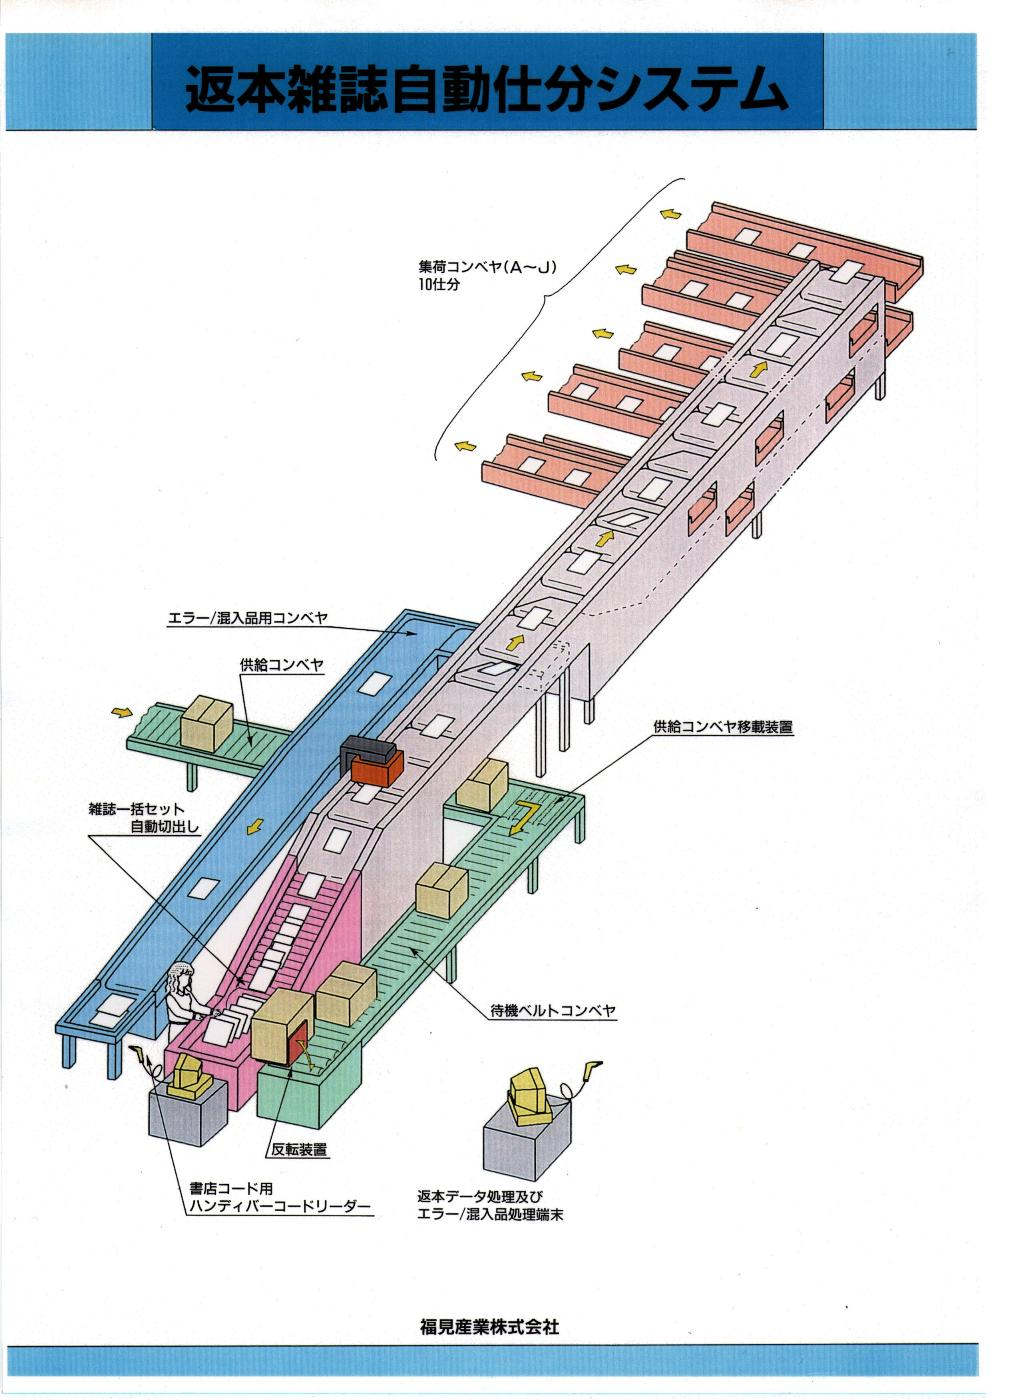 返本雑誌自動仕分システム
集荷コンベヤ(A〜J)
10仕分
エラー/混入品用コンベヤ
供給コンベヤ
供給コンベヤ移載装置
雑誌一括セット
自動切出し
待機ベルトコンベヤ
反転装置
書店コード用
ハンディバーコードリーダー
返本データ処理及び
エラー/混入品処理端末
福見産業株式会社